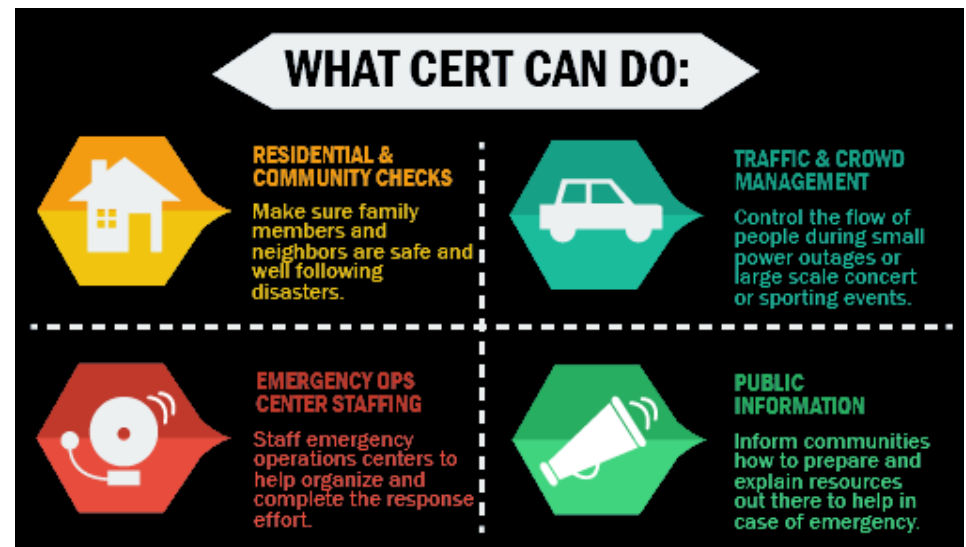 WHAT CERT CAN DO:
RESIDENTIAL &
COMMUNITY CHECKS
Make sure family
members and
neighbors are safe and
well following
disasters.
TRAFFIC & CROWD
MANAGEMENT
Control the flow of
people during small
power outages or
large scale concert
or sporting events.
EMERGENCY OPS
CENTER STAFFING
Staff emergency
operations centers to
help organize and
complete the response
effort.
PUBLIC
INFORMATION
Inform communities
how to prepare and
explain resources
out there to help in
case of emergency.